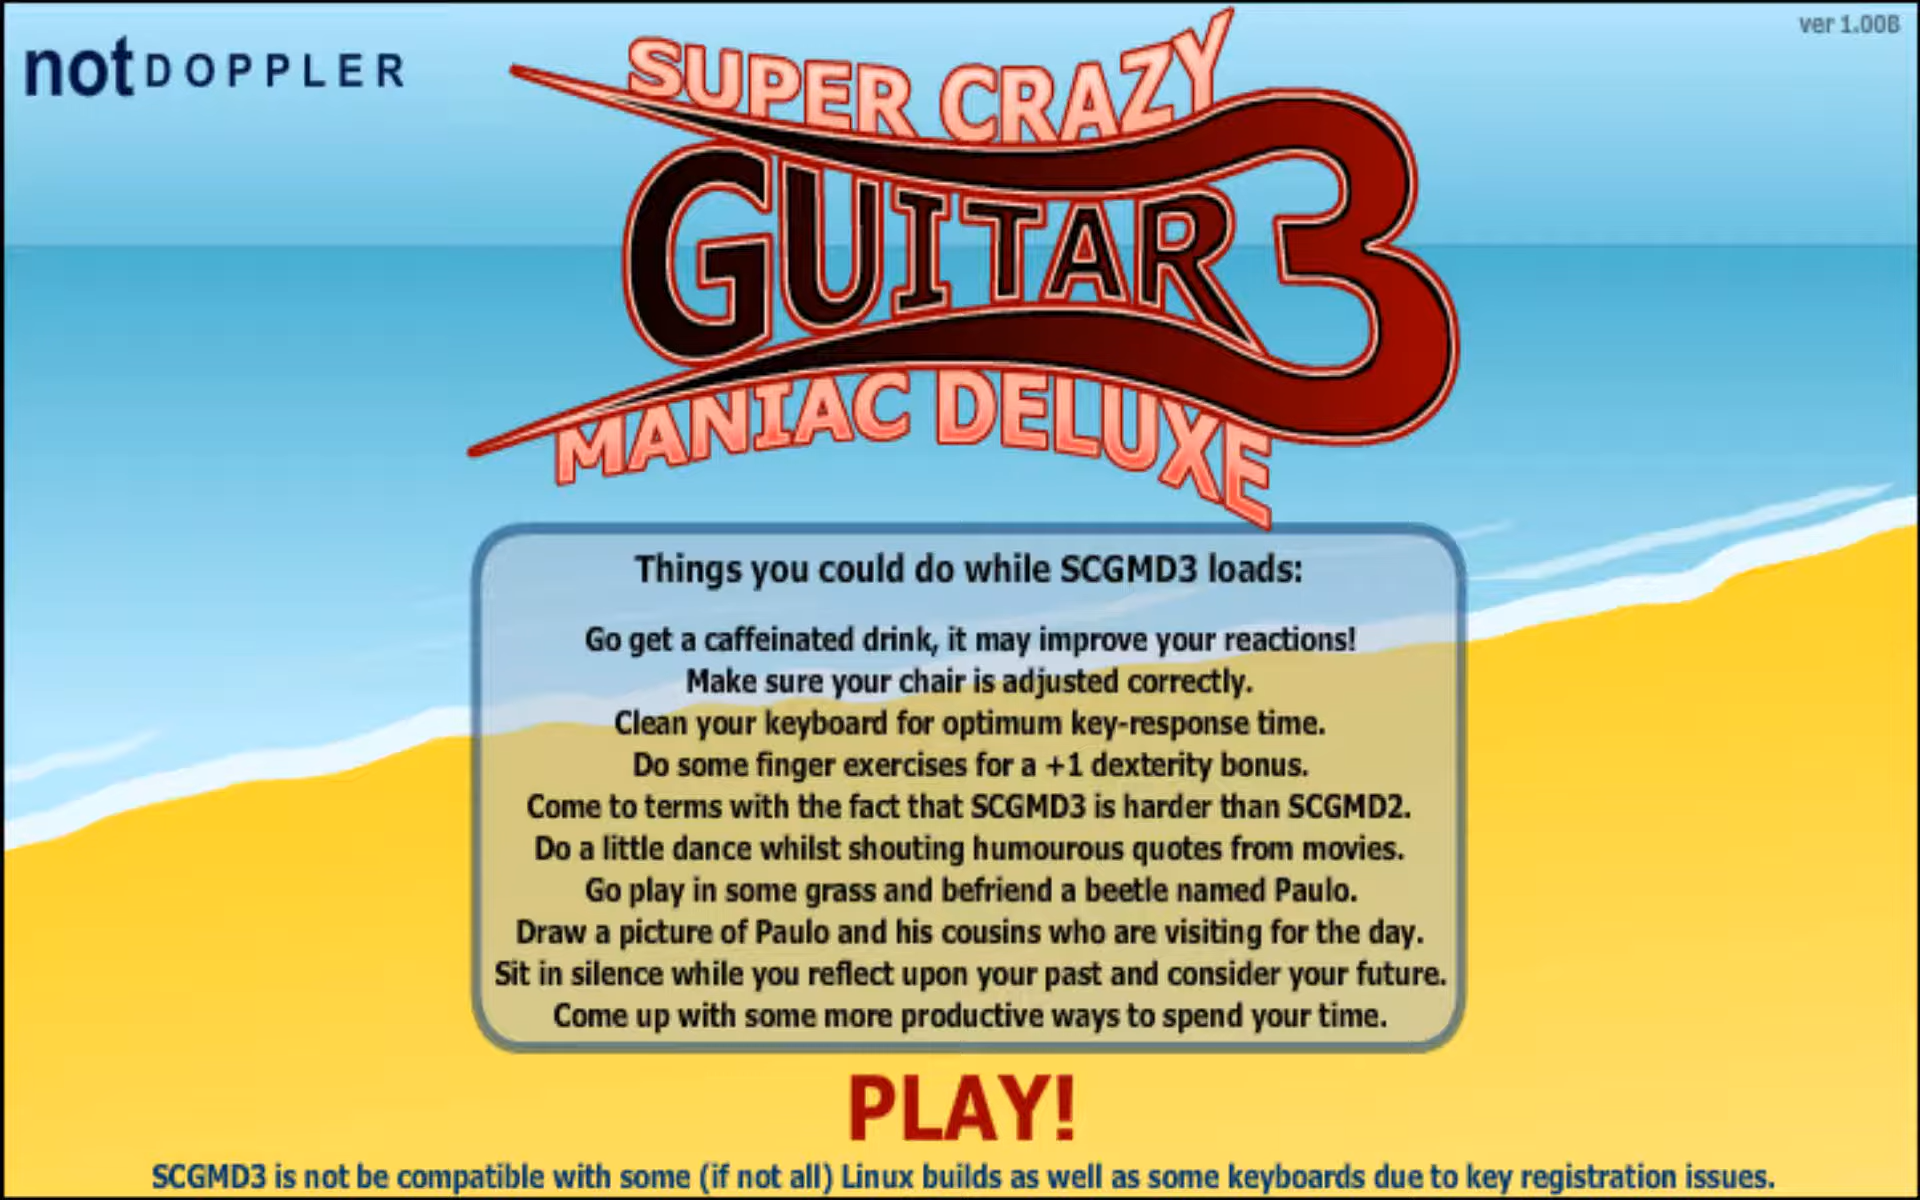 notDOPPLER
ver 1.00B
SUPER CRAZY
GUITAR 3
MANIAC DELUXE
Things you could do while SCGMD3 loads:
Go get a caffeinated drink, it may improve your reactions!
Make sure your chair is adjusted correctly.
Clean your keyboard for optimum key-response time.
Do some finger exercises for a +1 dexterity bonus.
Come to terms with the fact that SCGMD3 is harder than SCGMD2.
Do a little dance whilst shouting humourous quotes from movies.
Go play in some grass and befriend a beetle named Paulo.
Draw a picture of Paulo and his cousins who are visiting for the day.
Sit in silence while you reflect upon your past and consider your future.
Come up with some more productive ways to spend your time.
PLAY!
SCGMD3 is not be compatible with some (if not all) Linux builds as well as some keyboards due to key registration issues.